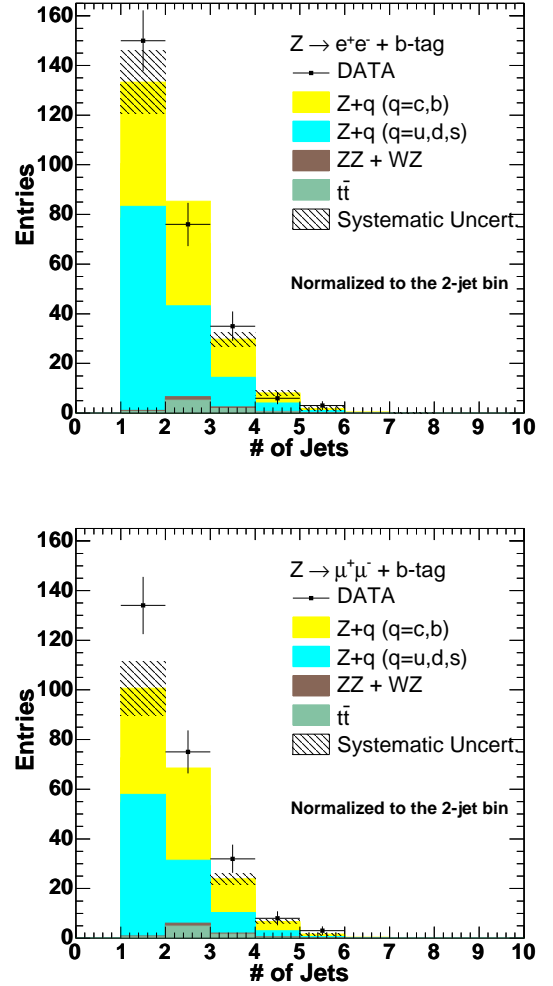 160
140
120
100
80
60
40
20
0
Entries
Z → e⁺e⁻ + b-tag
DATA
Z+q (q=c,b)
Z+q (q=u,d,s)
ZZ + WZ
tt̄
Systematic Uncert.
Normalized to the 2-jet bin
0 1 2 3 4 5 6 7 8 9 10
# of Jets
160
140
120
100
80
60
40
20
0
Entries
Z → μ⁺μ⁻ + b-tag
DATA
Z+q (q=c,b)
Z+q (q=u,d,s)
ZZ + WZ
tt̄
Systematic Uncert.
Normalized to the 2-jet bin
0 1 2 3 4 5 6 7 8 9 10
# of Jets